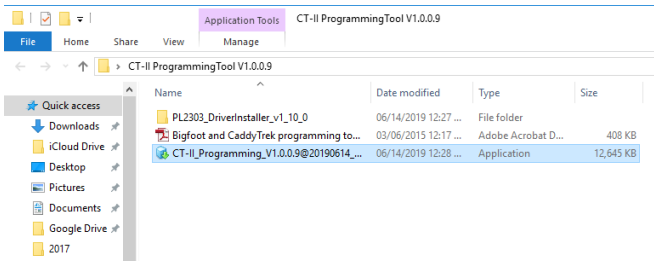 Application Tools CT-II ProgrammingTool V1.0.0.9
File Home Share View Manage
CT-II ProgrammingTool V1.0.0.9
Name Date modified Type Size
Quick access
Downloads
iCloud Drive
Desktop
Pictures
Documents
Google Drive
2017
PL2303_DriverInstaller_v1_10_0 06/14/2019 12:27 ... File folder
Bigfoot and CaddyTrek programming to... 03/06/2015 12:17 ... Adobe Acrobat D... 408 KB
CT-II_Programming_V1.0.0.9@20190614_... 06/14/2019 12:28 ... Application 12,645 KB